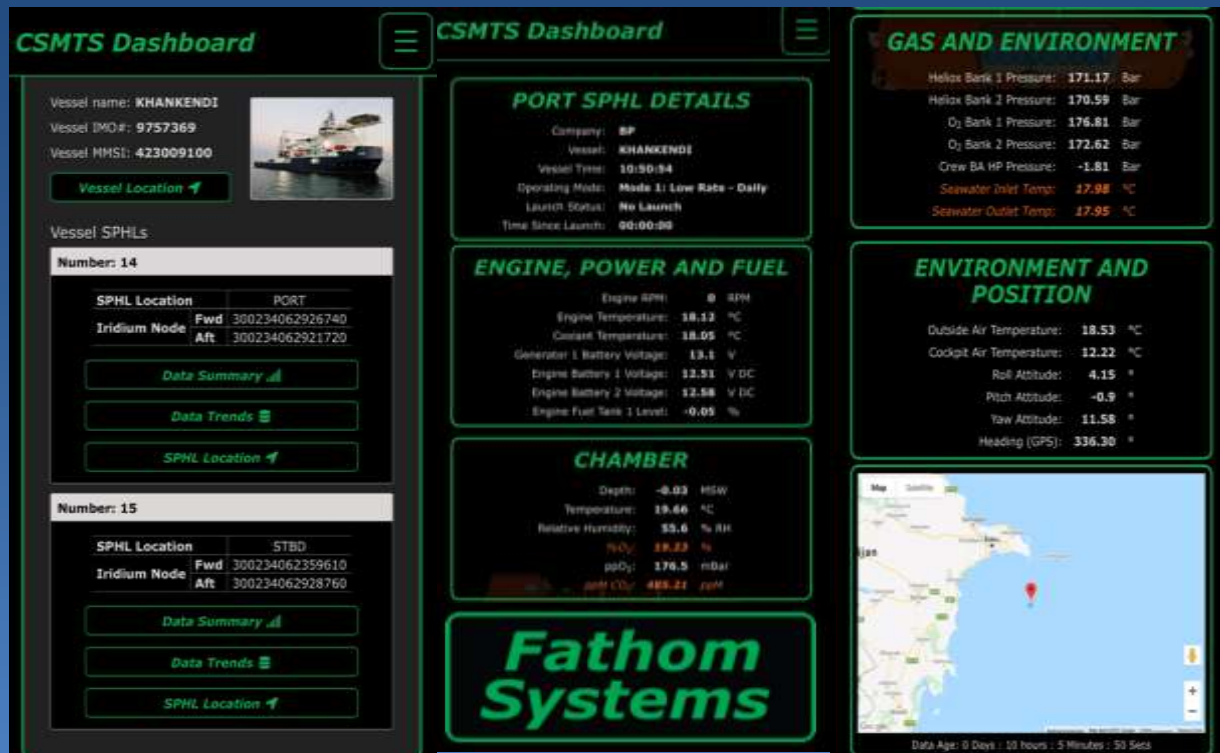 CSMTS Dashboard
Vessel name: KHANKENDI
Vessel IMO#: 9757369
Vessel MMSI: 423009100
Vessel Location
Vessel SPHLs
Number: 14
SPHL Location PORT
Iridium Node Fwd 300234062926740
Aft 300234062921720
Data Summary
Data Trends
SPHL Location
Number: 15
SPHL Location STBD
Iridium Node Fwd 300234062359610
Aft 300234062928760
Data Summary
Data Trends
SPHL Location
CSMTS Dashboard
PORT SPHL DETAILS
Company: BP
Vessel: KHANKENDI
Vessel Time: 10:50:54
Operating Mode: Mode 1: Low Rate - Daily
Launch Status: No Launch
Time Since Launch: 00:00:00
ENGINE, POWER AND FUEL
Engine RPM: 0 RPM
Engine Temperature: 18.12 °C
Coolant Temperature: 18.05 °C
Generator 1 Battery Voltage: 13.1 V
Engine Battery 1 Voltage: 12.51 V DC
Engine Battery 2 Voltage: 12.58 V DC
Engine Fuel Tank 1 Level: -0.05 %
CHAMBER
Depth: -0.03 MSW
Temperature: 19.66 °C
Relative Humidity: 55.6 % RH
%O₂: 19.23 %
ppO₂: 176.5 mBar
ppM CO₂: 485.21 ppM
Fathom
Systems
GAS AND ENVIRONMENT
Heliox Bank 1 Pressure: 171.17 Bar
Heliox Bank 2 Pressure: 170.59 Bar
O₂ Bank 1 Pressure: 176.81 Bar
O₂ Bank 2 Pressure: 172.62 Bar
Crew BA HP Pressure: -1.81 Bar
Seawater Inlet Temp: 17.98 °C
Seawater Outlet Temp: 17.95 °C
ENVIRONMENT AND
POSITION
Outside Air Temperature: 18.53 °C
Cockpit Air Temperature: 12.22 °C
Roll Attitude: 4.15 °
Pitch Attitude: -0.9 °
Yaw Attitude: 11.58 °
Heading (GPS): 336.30 °
Map Satellite
ijan
Google
Data Age: 0 Days : 10 hours : 5 Minutes : 50 Secs